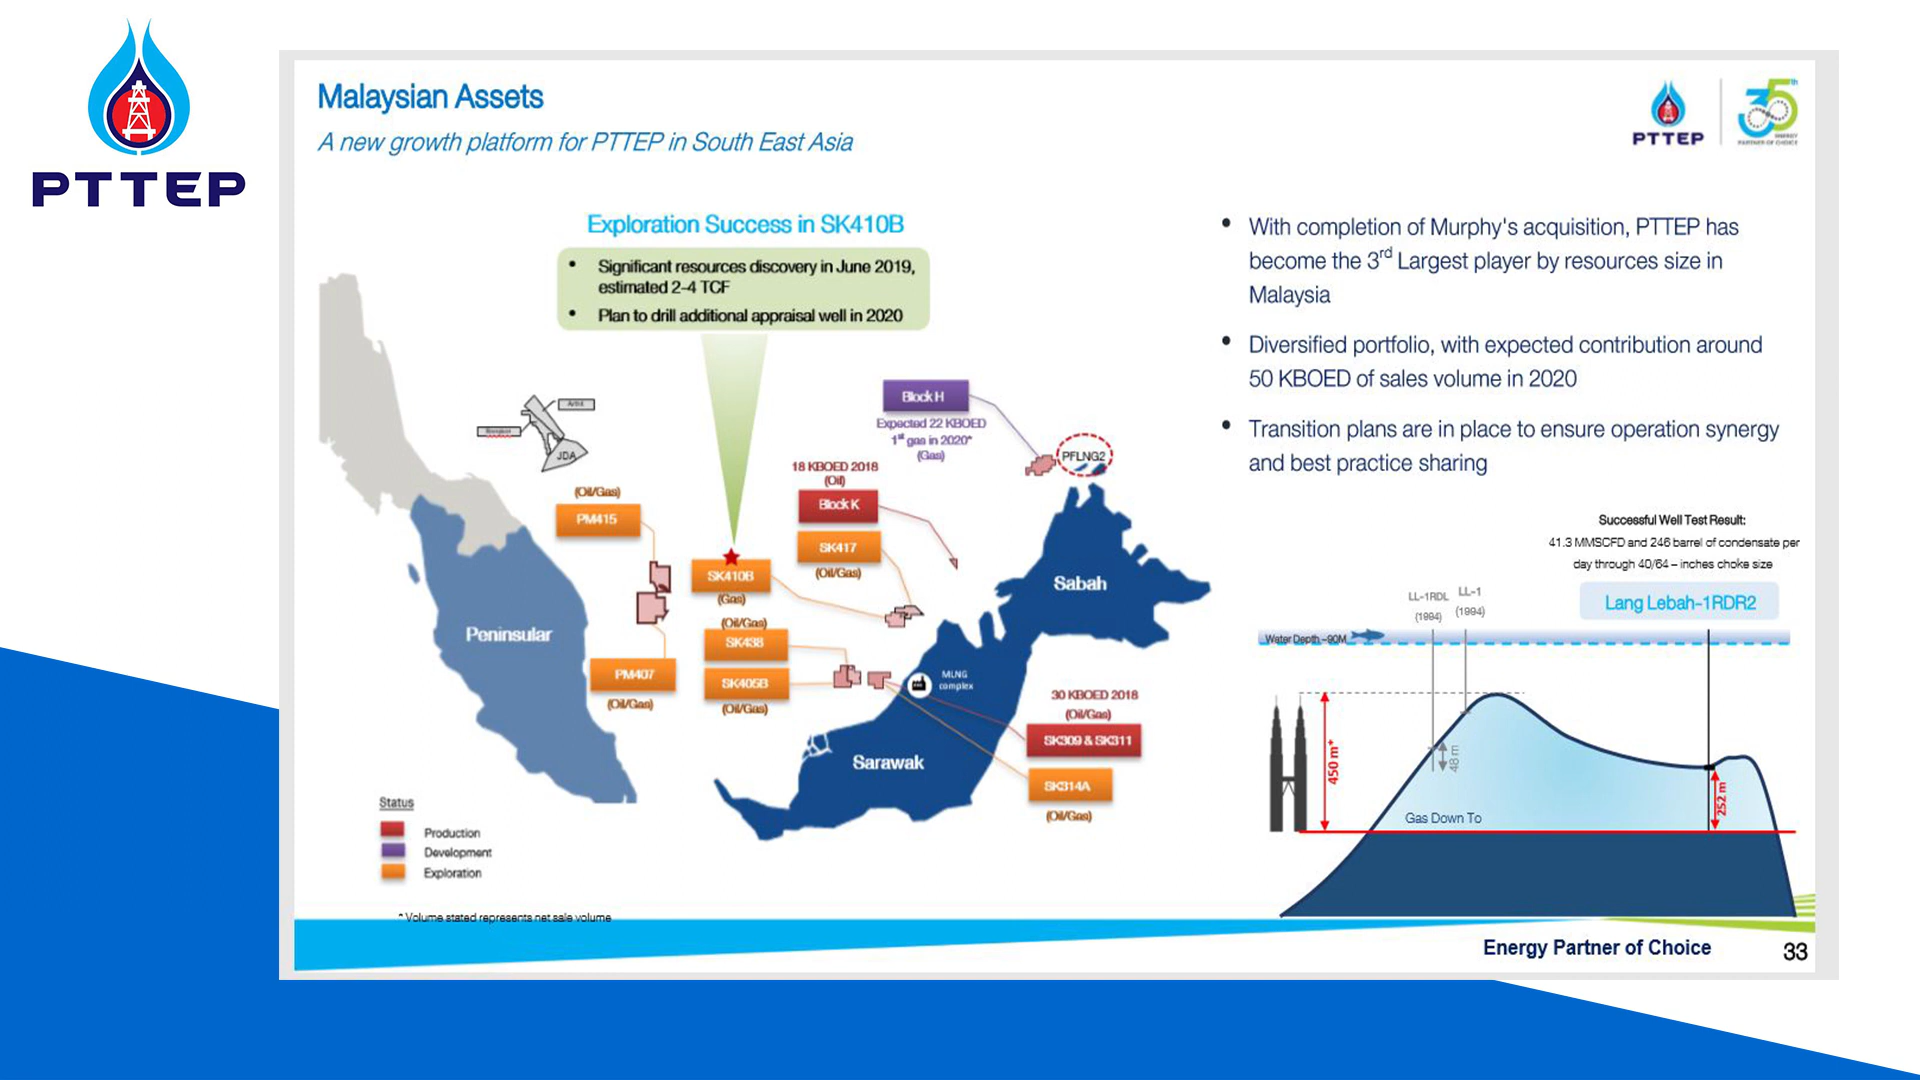 PTTEP
Malaysian Assets
A new growth platform for PTTEP in South East Asia
PTTEP
35th
ENERGY
PARTNER OF CHOICE
Exploration Success in SK410B
• Significant resources discovery in June 2019,
estimated 2-4 TCF
• Plan to drill additional appraisal well in 2020
• With completion of Murphy's acquisition, PTTEP has
become the 3rd Largest player by resources size in
Malaysia
• Diversified portfolio, with expected contribution around
50 KBOED of sales volume in 2020
• Transition plans are in place to ensure operation synergy
and best practice sharing
Arthit
Bongkot
JDA
Block H
Expected 22 KBOED
1st gas in 2020*
(Gas)
PFLNG2
18 KBOED 2018
(Oil)
Block K
SK417
(Oil/Gas)
(Oil/Gas)
PM415
SK410B
(Gas)
(Oil/Gas)
SK438
SK405B
(Oil/Gas)
PM407
(Oil/Gas)
Peninsular
Sabah
MLNG
complex
Sarawak
30 KBOED 2018
(Oil/Gas)
SK309 & SK311
SK314A
(Oil/Gas)
Status
Production
Development
Exploration
* Volume stated represents net sale volume
Successful Well Test Result:
41.3 MMSCFD and 246 barrel of condensate per
day through 40/64 – inches choke size
Lang Lebah-1RDR2
LL-1RDL
(1994)
LL-1
(1994)
Water Depth ~90M
450 m*
48 m
252 m
Gas Down To
Energy Partner of Choice
33